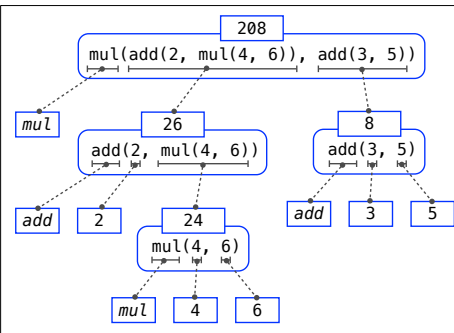 208
mul(add(2, mul(4, 6)), add(3, 5))
mul
26
8
add(2, mul(4, 6))
add(3, 5)
add
2
24
add
3
5
mul(4, 6)
mul
4
6